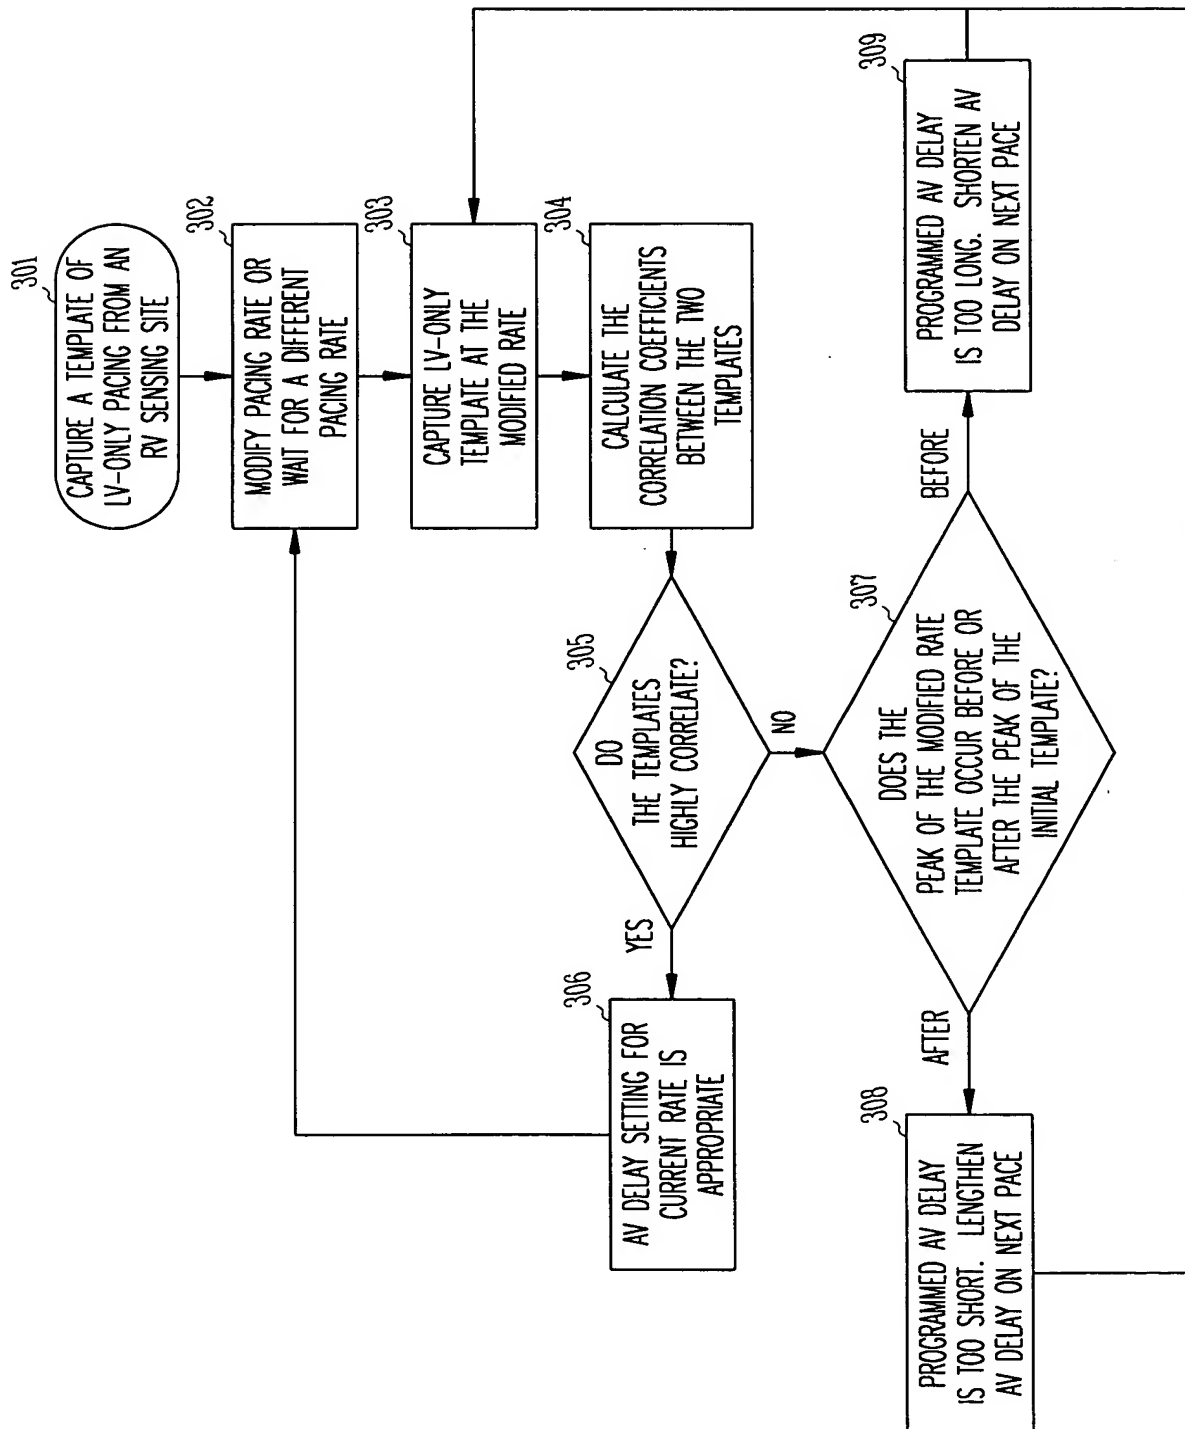 301
CAPTURE A TEMPLATE OF
LV-ONLY PACING FROM AN
RV SENSING SITE
302
MODIFY PACING RATE OR
WAIT FOR A DIFFERENT
PACING RATE
303
CAPTURE LV-ONLY
TEMPLATE AT THE
MODIFIED RATE
304
CALCULATE THE
CORRELATION COEFFICIENTS
BETWEEN THE TWO
TEMPLATES
305
DO
THE TEMPLATES
HIGHLY CORRELATE?
YES
NO
306
AV DELAY SETTING FOR
CURRENT RATE IS
APPROPRIATE
307
DOES THE
PEAK OF THE MODIFIED RATE
TEMPLATE OCCUR BEFORE OR
AFTER THE PEAK OF THE
INITIAL TEMPLATE?
AFTER
BEFORE
308
PROGRAMMED AV DELAY
IS TOO SHORT. LENGTHEN
AV DELAY ON NEXT PACE
309
PROGRAMMED AV DELAY
IS TOO LONG. SHORTEN AV
DELAY ON NEXT PACE